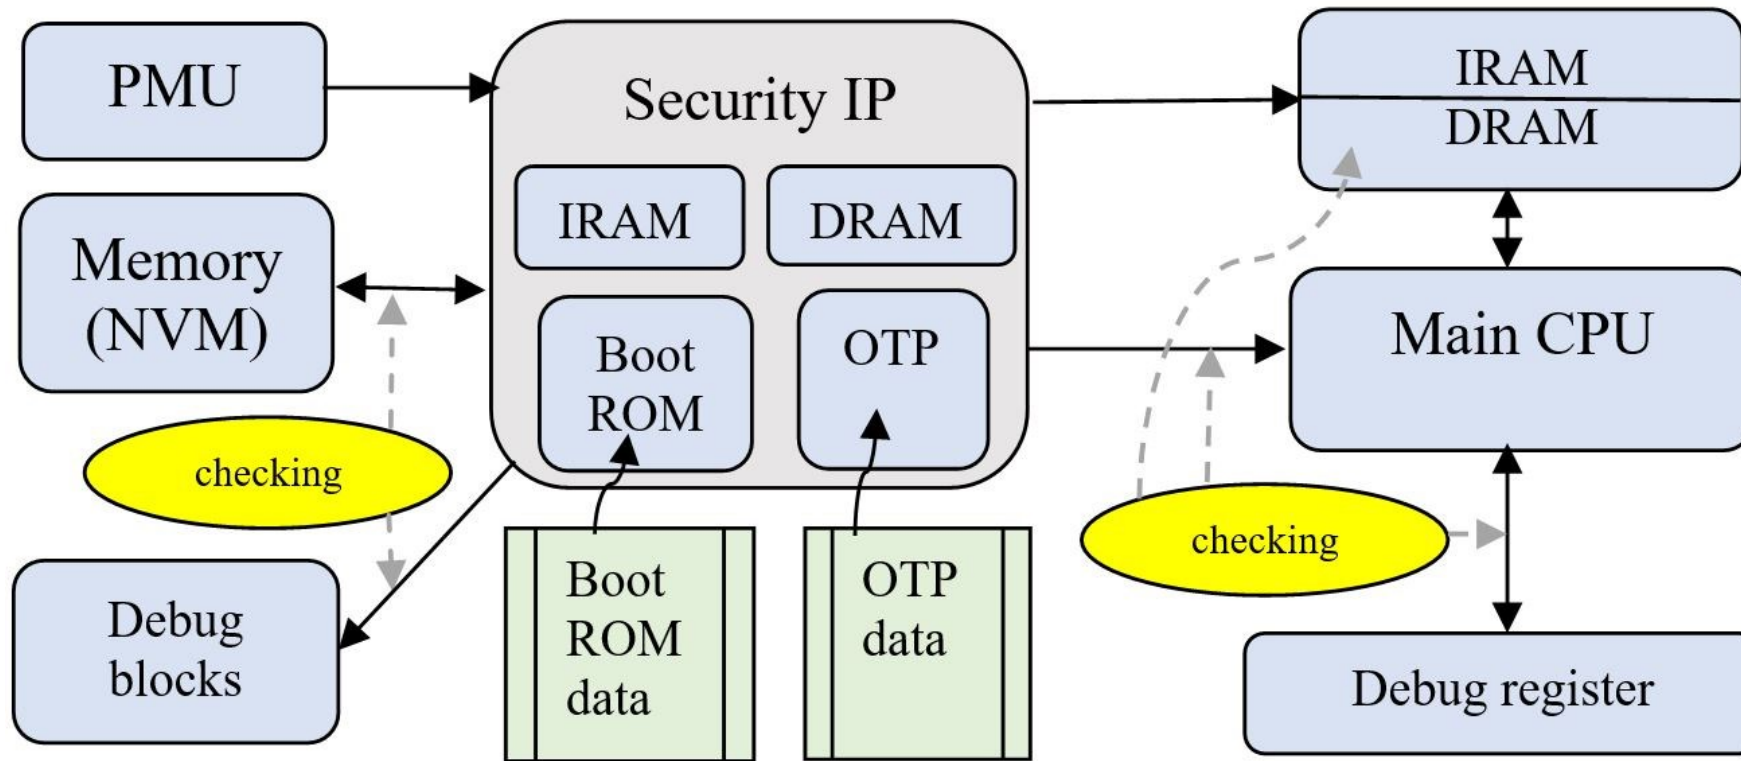 PMU
Security IP
IRAM
DRAM
IRAM
DRAM
Memory
(NVM)
Boot
ROM
OTP
Main CPU
checking
checking
Debug
blocks
Boot
ROM
data
OTP
data
Debug register